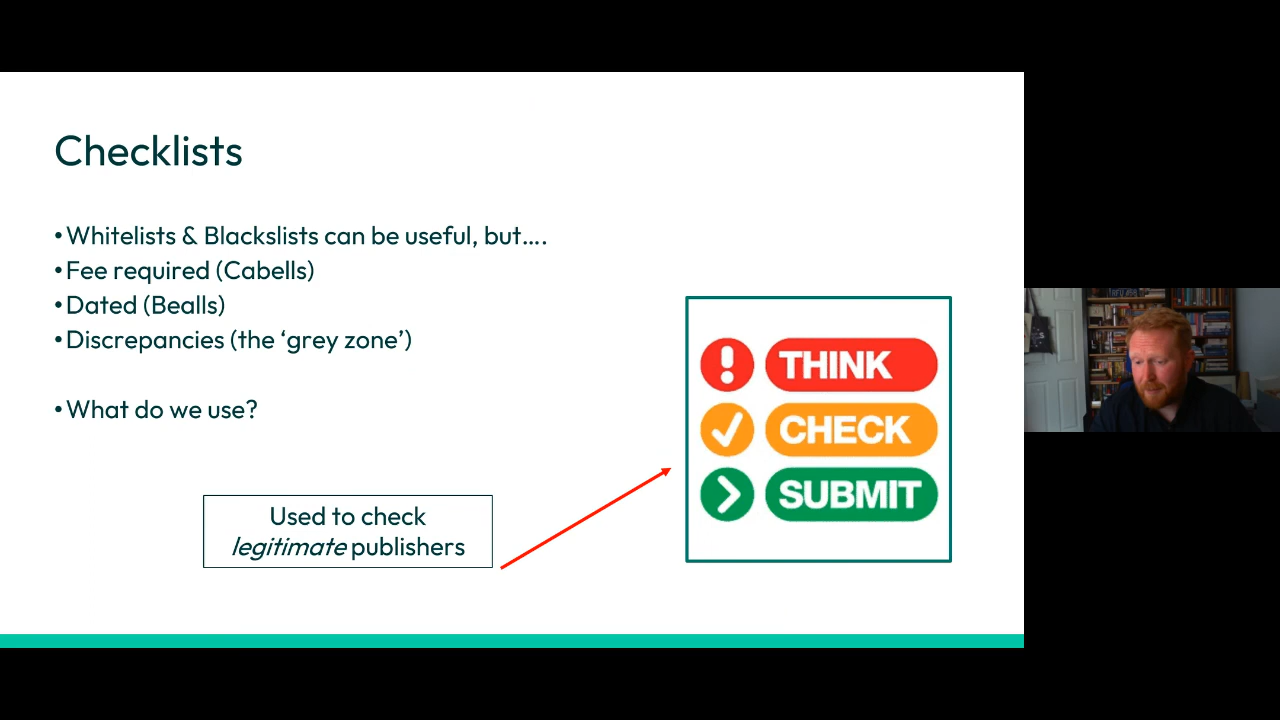 Checklists
•Whitelists & Blackslists can be useful, but….
•Fee required (Cabells)
•Dated (Bealls)
•Discrepancies (the ‘grey zone’)
•What do we use?
Used to check
legitimate publishers
THINK
CHECK
SUBMIT